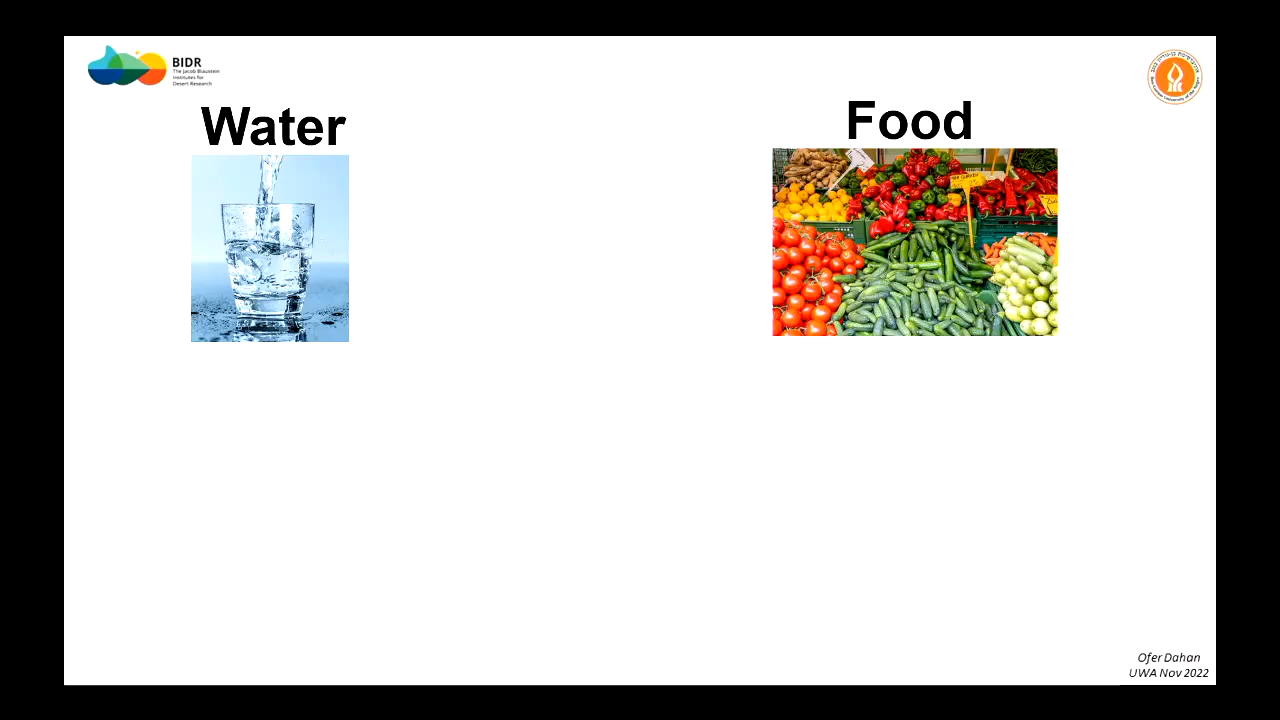 BIDR
The Jacob Blaustein
Institutes for
Desert Research
Water
Food
Ofer Dahan
UWA Nov 2022